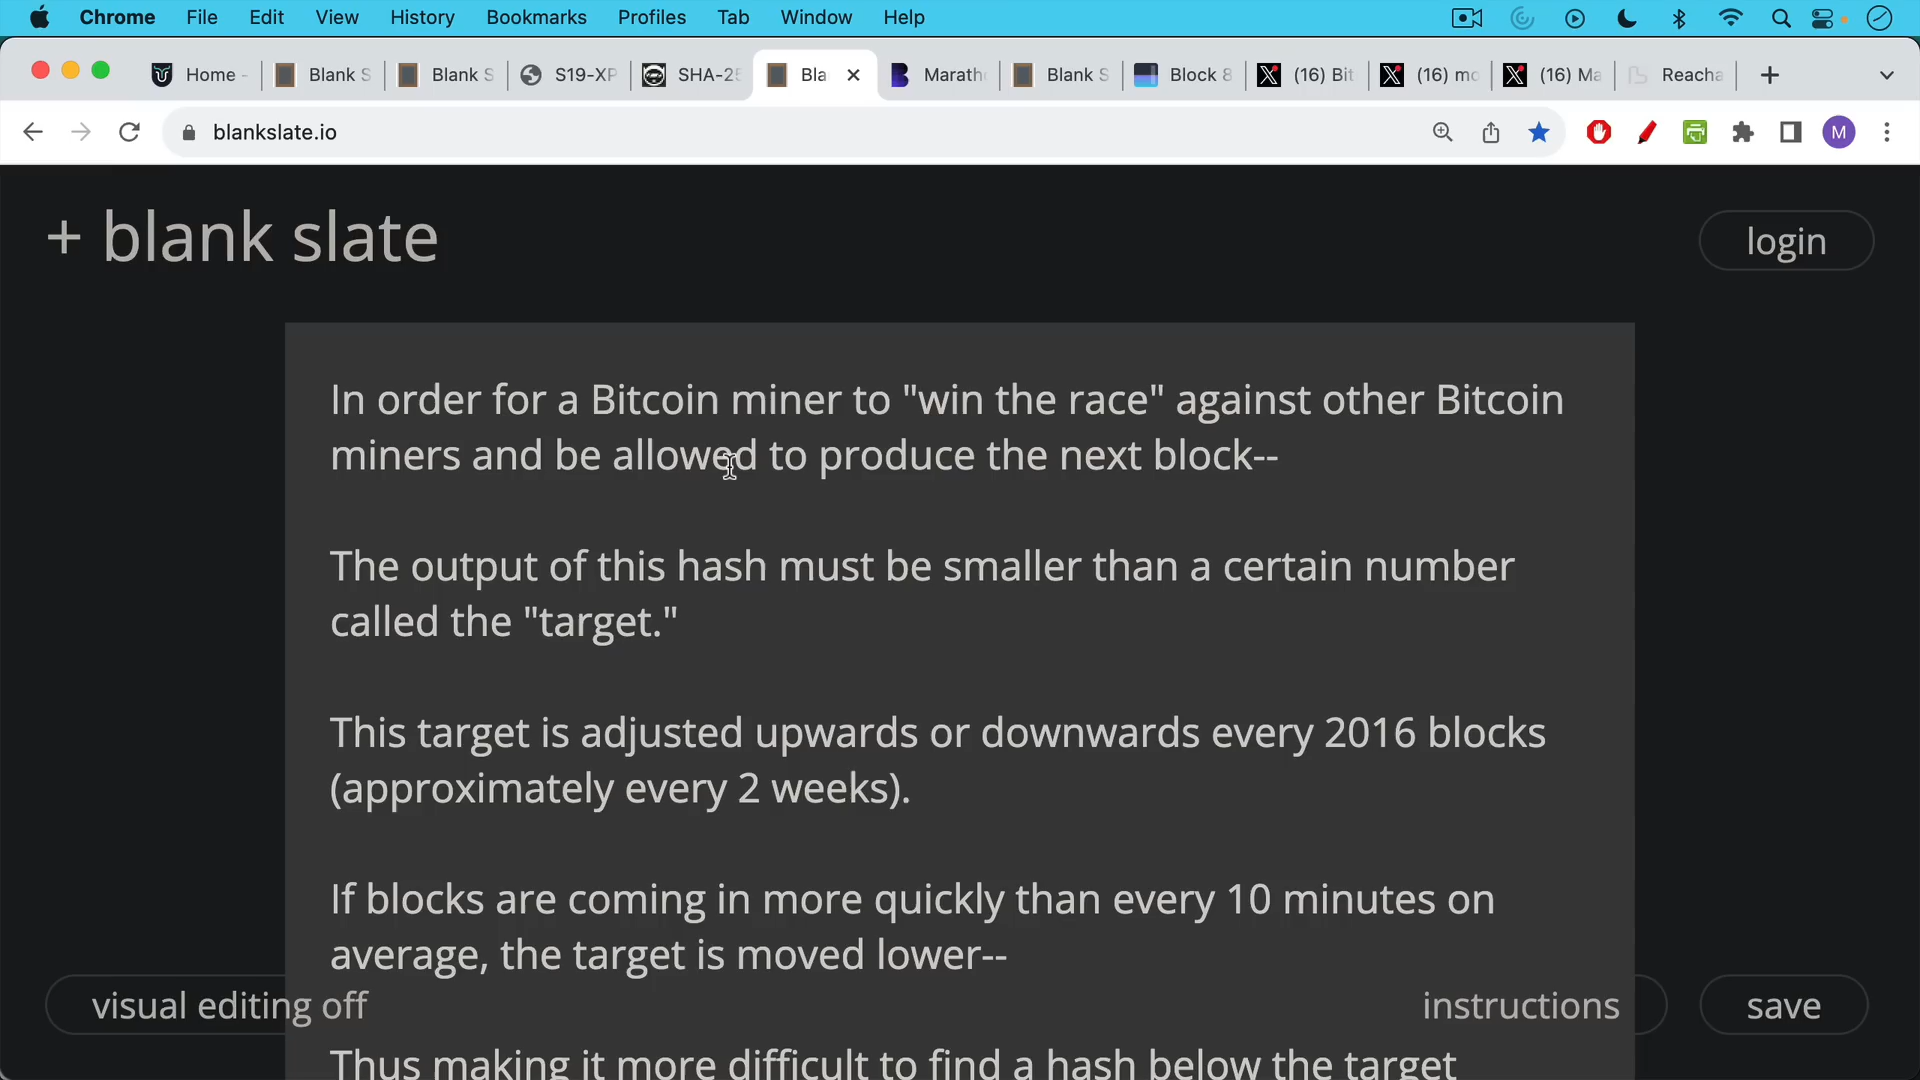 Chrome File Edit View History Bookmarks Profiles Tab Window Help
Home - Blank S Blank S S19-XP SHA-25 Bla Marath Blank S Block 8 (16) Bit (16) mo (16) Ma Reacha
blankslate.io M
+ blank slate login
In order for a Bitcoin miner to "win the race" against other Bitcoin
miners and be allowed to produce the next block--
The output of this hash must be smaller than a certain number
called the "target."
This target is adjusted upwards or downwards every 2016 blocks
(approximately every 2 weeks).
If blocks are coming in more quickly than every 10 minutes on
average, the target is moved lower--
visual editing off instructions save
Thus making it more difficult to find a hash below the target